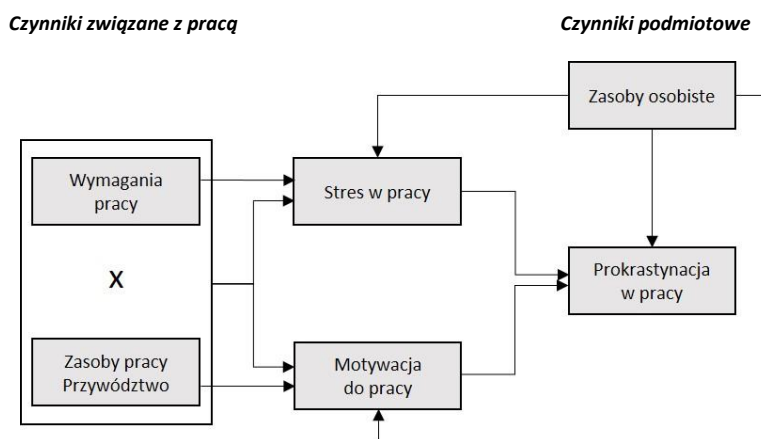 Czynniki związane z pracą
Czynniki podmiotowe
Zasoby osobiste
Wymagania
pracy
Stres w pracy
X
Prokrastynacja
w pracy
Zasoby pracy
Przywództwo
Motywacja
do pracy